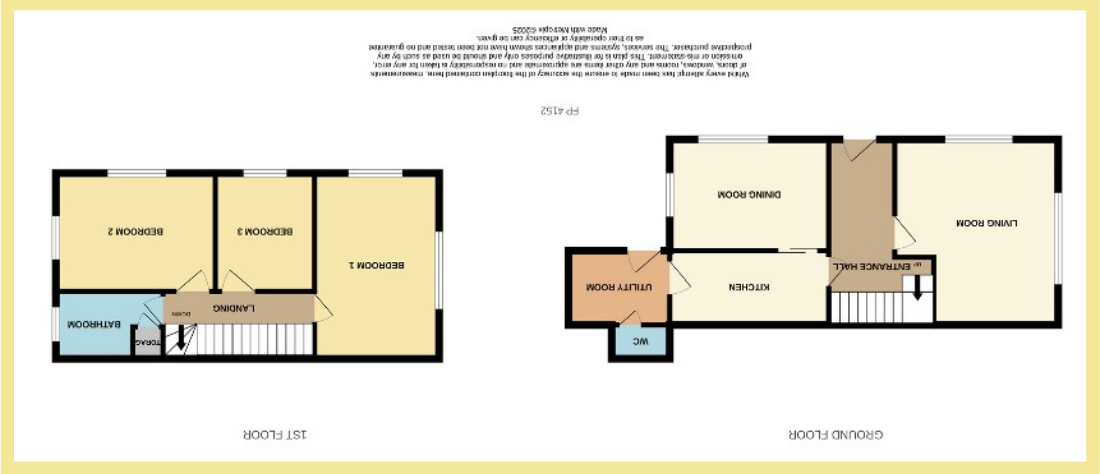 GROUND FLOOR
1ST FLOOR
WC
KITCHEN
UTILITY ROOM
ENTRANCE HALL
UP
LIVING ROOM
DINING ROOM
TORAG
BATHROOM
DOWN
LANDING
BEDROOM 1
BEDROOM 3
BEDROOM 2
FP 4152
Whilst every attempt has been made to ensure the accuracy of the floorplan contained here, measurements
of doors, windows, rooms and any other items are approximate and no responsibility is taken for any error,
omission or mis-statement. This plan is for illustrative purposes only and should be used as such by any
prospective purchaser. The services, systems and appliances shown have not been tested and no guarantee
as to their operability or efficiency can be given.
Made with Metropix ©2025